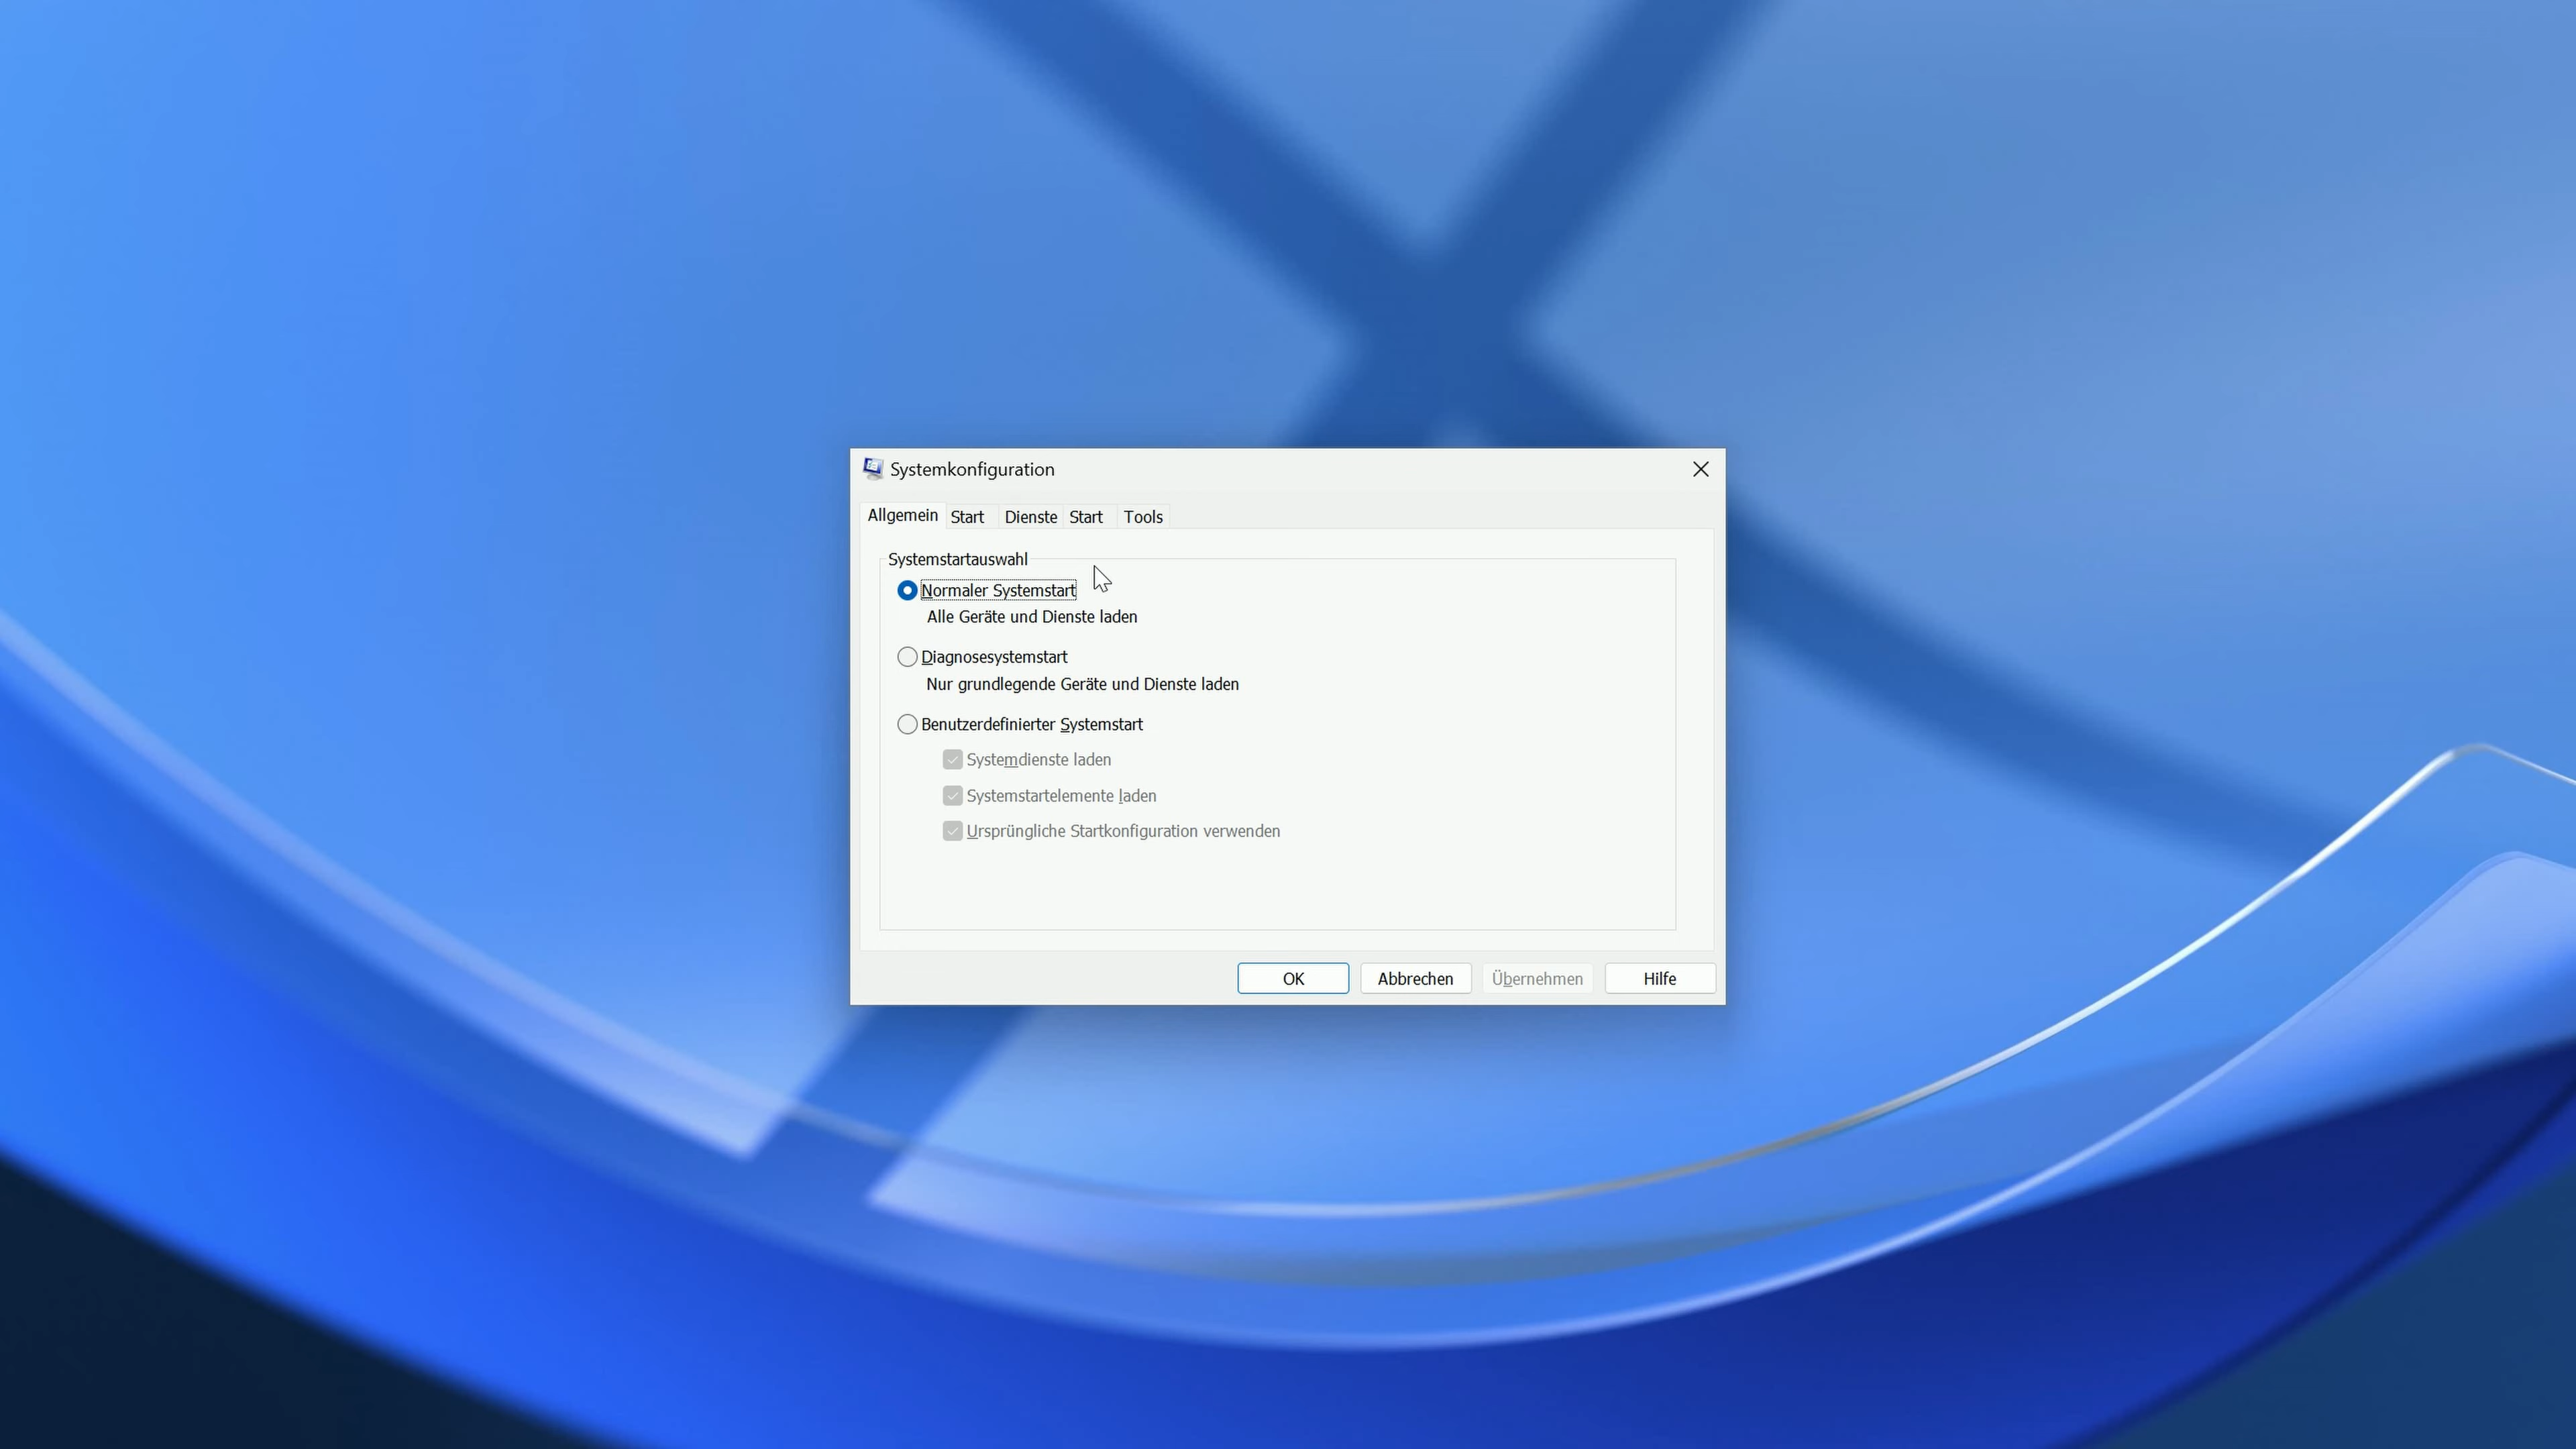 Systemkonfiguration
Allgemein Start Dienste Start Tools
Systemstartauswahl
Normaler Systemstart
Alle Geräte und Dienste laden
Diagnosesystemstart
Nur grundlegende Geräte und Dienste laden
Benutzerdefinierter Systemstart
Systemdienste laden
Systemstartelemente laden
Ursprüngliche Startkonfiguration verwenden
OK Abbrechen Übernehmen Hilfe